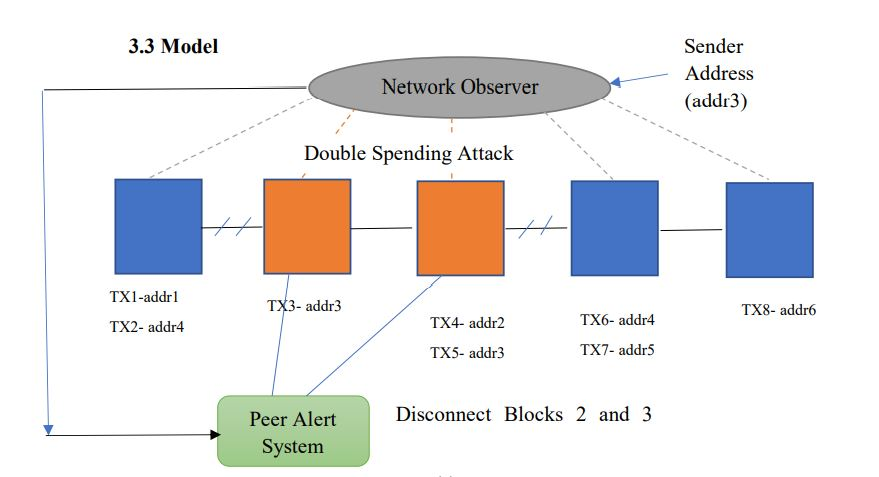 3.3 Model
Sender
Address
(addr3)
Network Observer
Double Spending Attack
TX1-addr1
TX2- addr4
TX3- addr3
TX4- addr2
TX5- addr3
TX6- addr4
TX7- addr5
TX8- addr6
Peer Alert
System
Disconnect Blocks 2 and 3